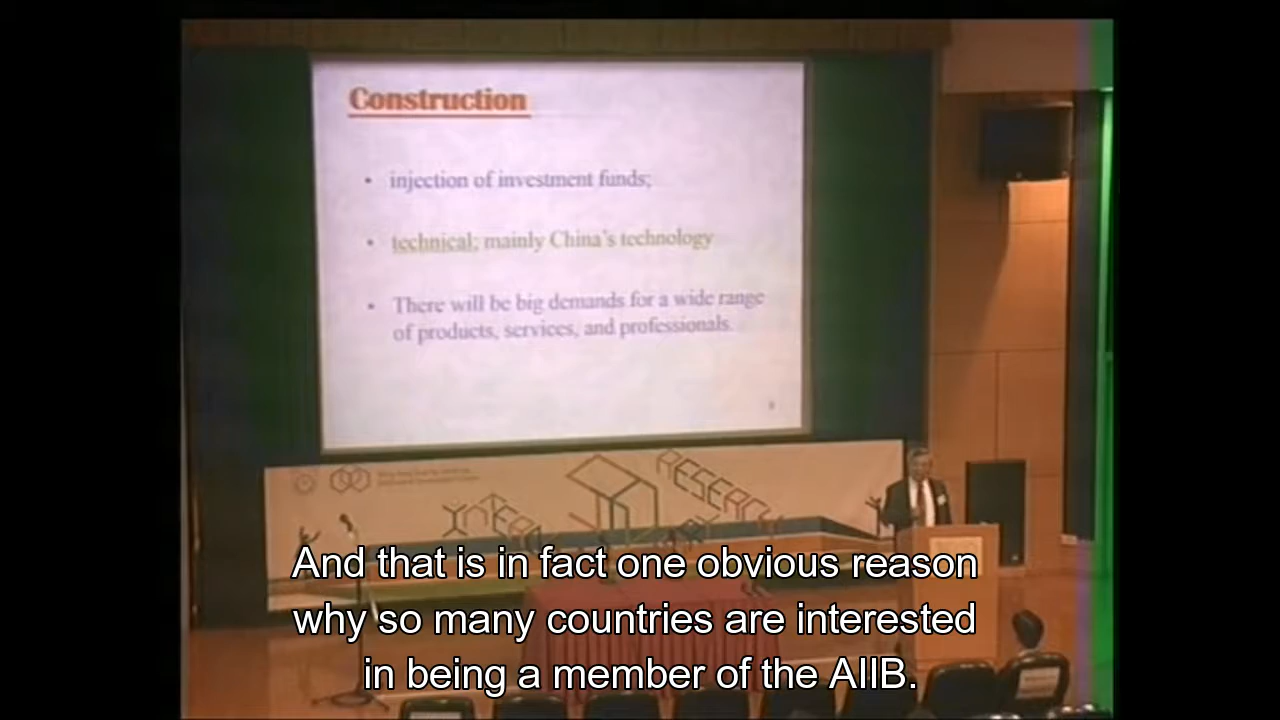 Construction
• injection of investment funds;
• technical; mainly China's technology
• There will be big demands for a wide range
of products, services, and professionals.
RESEARCH
And that is in fact one obvious reason
why so many countries are interested
in being a member of the AIIB.